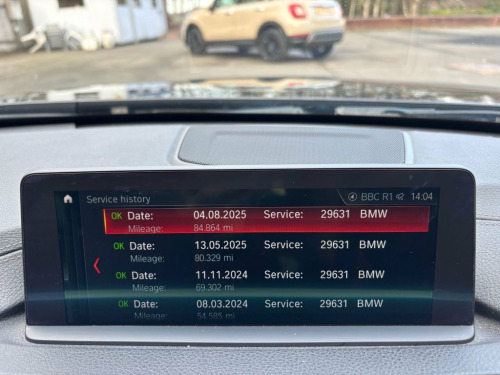 Service history BBC R1 14:04
OK Date: 04.08.2025 Service: 29631 BMW
Mileage: 84.864 mi
OK Date: 13.05.2025 Service: 29631 BMW
Mileage: 80.329 mi
OK Date: 11.11.2024 Service: 29631 BMW
Mileage: 69.302 mi
OK Date: 08.03.2024 Service: 29631 BMW
Mileage: 54.585 mi